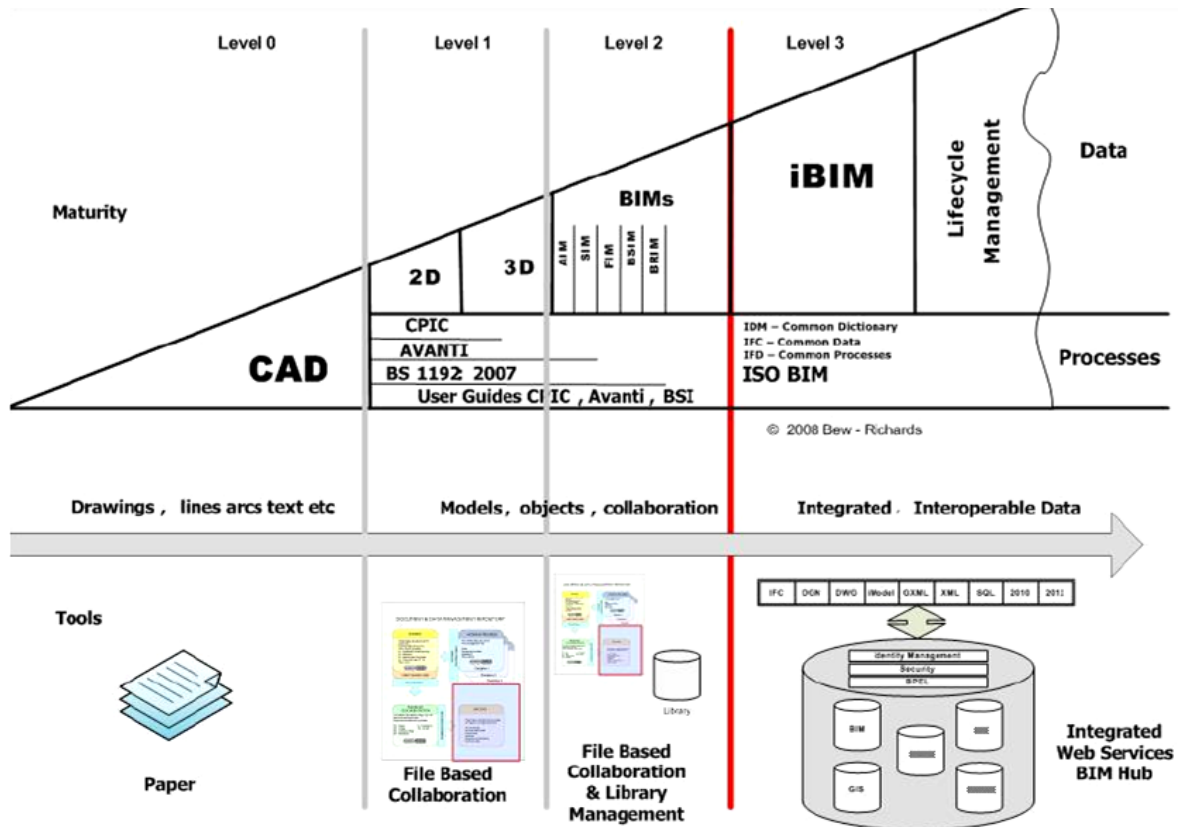 Level 0
Level 1
Level 2
Level 3
Maturity
Data
Lifecycle
Management
iBIM
BIMs
AIM
SIM
FIM
BSIM
BRIM
2D
3D
CAD
CPIC
AVANTI
BS 1192: 2007
User Guides CPIC , Avanti , BSI
IDM – Common Dictionary
IFC – Common Data
IFD – Common Processes
ISO BIM
Processes
© 2008 Bew - Richards
Drawings , lines arcs text etc
Models, objects , collaboration
Integrated , Interoperable Data
Tools
Paper
DOCUMENT & DATA MANAGEMENT REPOSITORY
File Based
Collaboration
Library
File Based
Collaboration
& Library
Management
IFC DGN DWG iModel GXML XML SQL 2010
Identity Management
Security
BPEL
BIM
GIS
Integrated
Web Services
BIM Hub